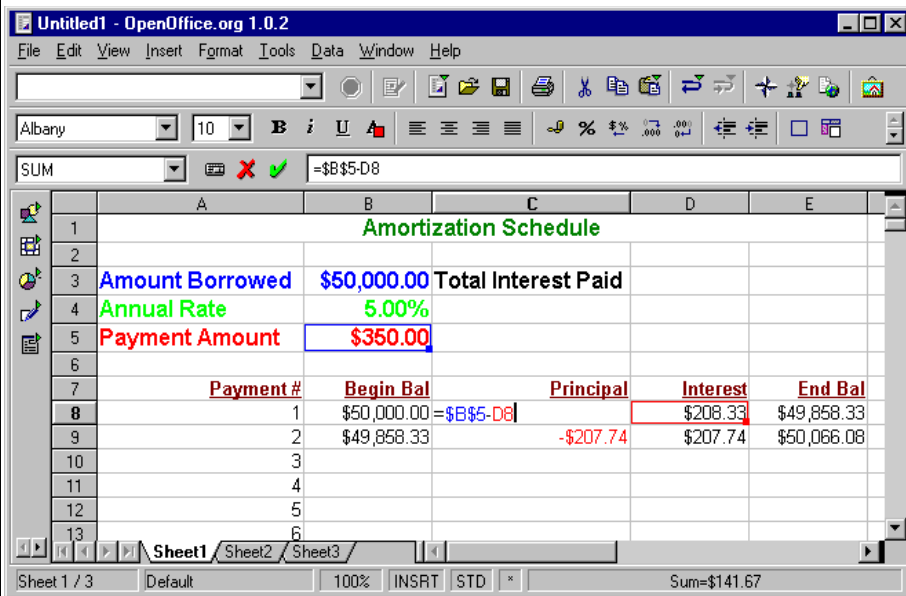 Untitled1 - OpenOffice.org 1.0.2
File Edit View Insert Format Tools Data Window Help
Albany 10 B i U A
SUM =$B$5-D8
A B C D E
1 Amortization Schedule
2
3 Amount Borrowed $50,000.00 Total Interest Paid
4 Annual Rate 5.00%
5 Payment Amount $350.00
6
7 Payment # Begin Bal Principal Interest End Bal
8 1 $50,000.00 =$B$5-D8 $208.33 $49,858.33
9 2 $49,858.33 -$207.74 $207.74 $50,066.08
10 3
11 4
12 5
13 6
Sheet1 Sheet2 Sheet3
Sheet 1 / 3 Default 100% INSRT STD * Sum=$141.67